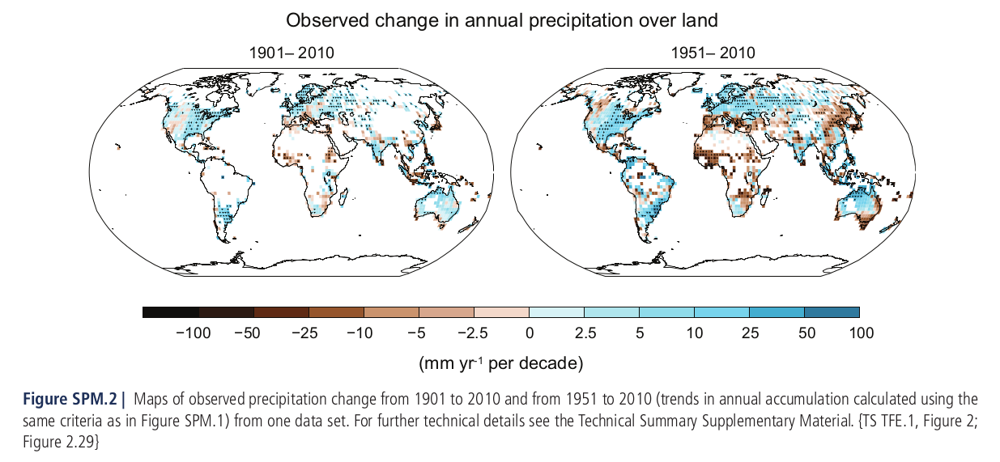 Observed change in annual precipitation over land
1901– 2010
1951– 2010
−100 −50 −25 −10 −5 −2.5 0 2.5 5 10 25 50 100
(mm yr⁻¹ per decade)
Figure SPM.2 | Maps of observed precipitation change from 1901 to 2010 and from 1951 to 2010 (trends in annual accumulation calculated using the
same criteria as in Figure SPM.1) from one data set. For further technical details see the Technical Summary Supplementary Material. {TS TFE.1, Figure 2;
Figure 2.29}